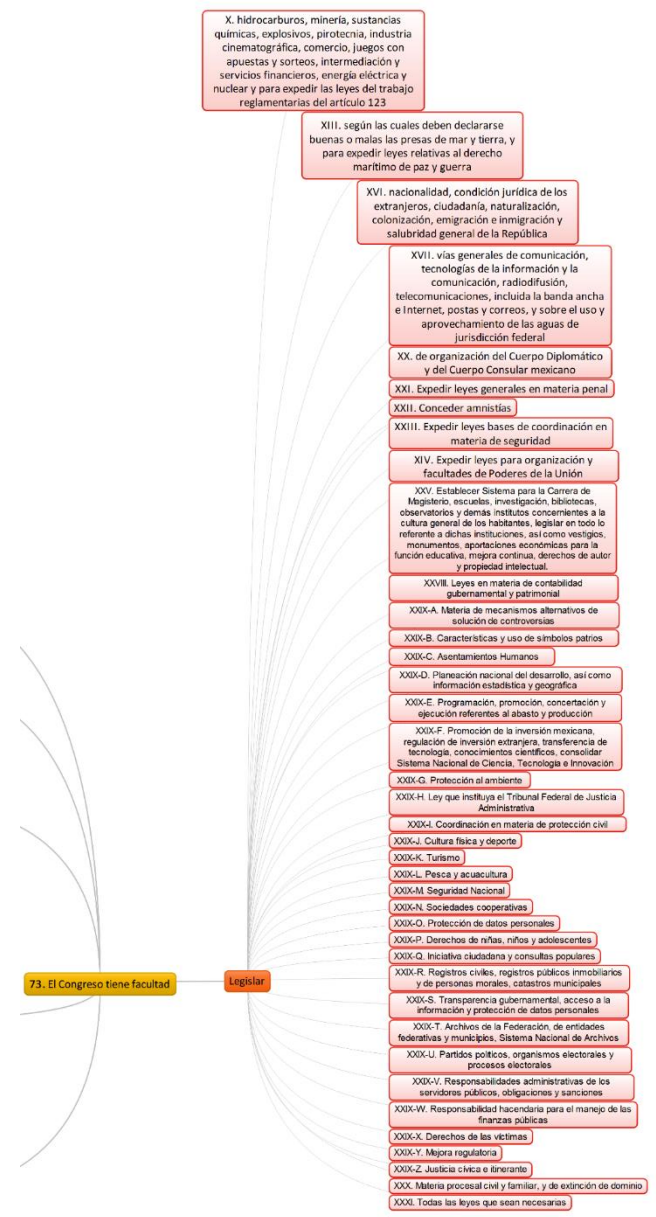 X. hidrocarburos, minería, sustancias
químicas, explosivos, pirotecnia, industria
cinematográfica, comercio, juegos con
apuestas y sorteos, intermediación y
servicios financieros, energía eléctrica y
nuclear y para expedir las leyes del trabajo
reglamentarias del artículo 123
XIII. según las cuales deben declararse
buenas o malas las presas de mar y tierra, y
para expedir leyes relativas al derecho
marítimo de paz y guerra
XVI. nacionalidad, condición jurídica de los
extranjeros, ciudadanía, naturalización,
colonización, emigración e inmigración y
salubridad general de la República
XVII. vías generales de comunicación,
tecnologías de la información y la
comunicación, radiodifusión,
telecomunicaciones, incluida la banda ancha
e Internet, postas y correos, y sobre el uso y
aprovechamiento de las aguas de
jurisdicción federal
XX. de organización del Cuerpo Diplomático
y del Cuerpo Consular mexicano
XXI. Expedir leyes generales en materia penal
XXII. Conceder amnistías
XXIII. Expedir leyes bases de coordinación en
materia de seguridad
XIV. Expedir leyes para organización y
facultades de Poderes de la Unión
XXV. Establecer Sistema para la Carrera de
Magisterio, escuelas, investigación, bibliotecas,
observatorios y demás institutos concernientes a la
cultura general de los habitantes, legislar en todo lo
referente a dichas instituciones, así como vestigios,
monumentos, aportaciones económicas para la
función educativa, mejora continua, derechos de autor
y propiedad intelectual.
XXVIII. Leyes en materia de contabilidad
gubernamental y patrimonial
XXIX-A. Materia de mecanismos alternativos de
solución de controversias
XXIX-B. Características y uso de símbolos patrios
XXIX-C. Asentamientos Humanos
XXIX-D. Planeación nacional del desarrollo, así como
información estadística y geográfica
XXIX-E. Programación, promoción, concertación y
ejecución referentes al abasto y producción
XXIX-F. Promoción de la inversión mexicana,
regulación de inversión extranjera, transferencia de
tecnología, conocimientos científicos, consolidar
Sistema Nacional de Ciencia, Tecnología e Innovación
XXIX-G. Protección al ambiente
XXIX-H. Ley que instituya el Tribunal Federal de Justicia
Administrativa
XXIX-I. Coordinación en materia de protección civil
XXIX-J. Cultura física y deporte
XXIX-K. Turismo
XXIX-L. Pesca y acuacultura
XXIX-M. Seguridad Nacional
XXIX-N. Sociedades cooperativas
XXIX-O. Protección de datos personales
XXIX-P. Derechos de niñas, niños y adolescentes
XXIX-Q. Iniciativa ciudadana y consultas populares
73. El Congreso tiene facultad
Legislar
XXIX-R. Registros civiles, registros públicos inmobiliarios
y de personas morales, catastros municipales
XXIX-S. Transparencia gubernamental, acceso a la
información y protección de datos personales
XXIX-T. Archivos de la Federación, de entidades
federativas y municipios, Sistema Nacional de Archivos
XXIX-U. Partidos políticos, organismos electorales y
procesos electorales
XXIX-V. Responsabilidades administrativas de los
servidores públicos, obligaciones y sanciones
XXIX-W. Responsabilidad hacendaria para el manejo de las
finanzas públicas
XXIX-X. Derechos de las víctimas
XXIX-Y. Mejora regulatoria
XXIX-Z. Justicia cívica e itinerante
XXX. Materia procesal civil y familiar, y de extinción de dominio
XXXI. Todas las leyes que sean necesarias